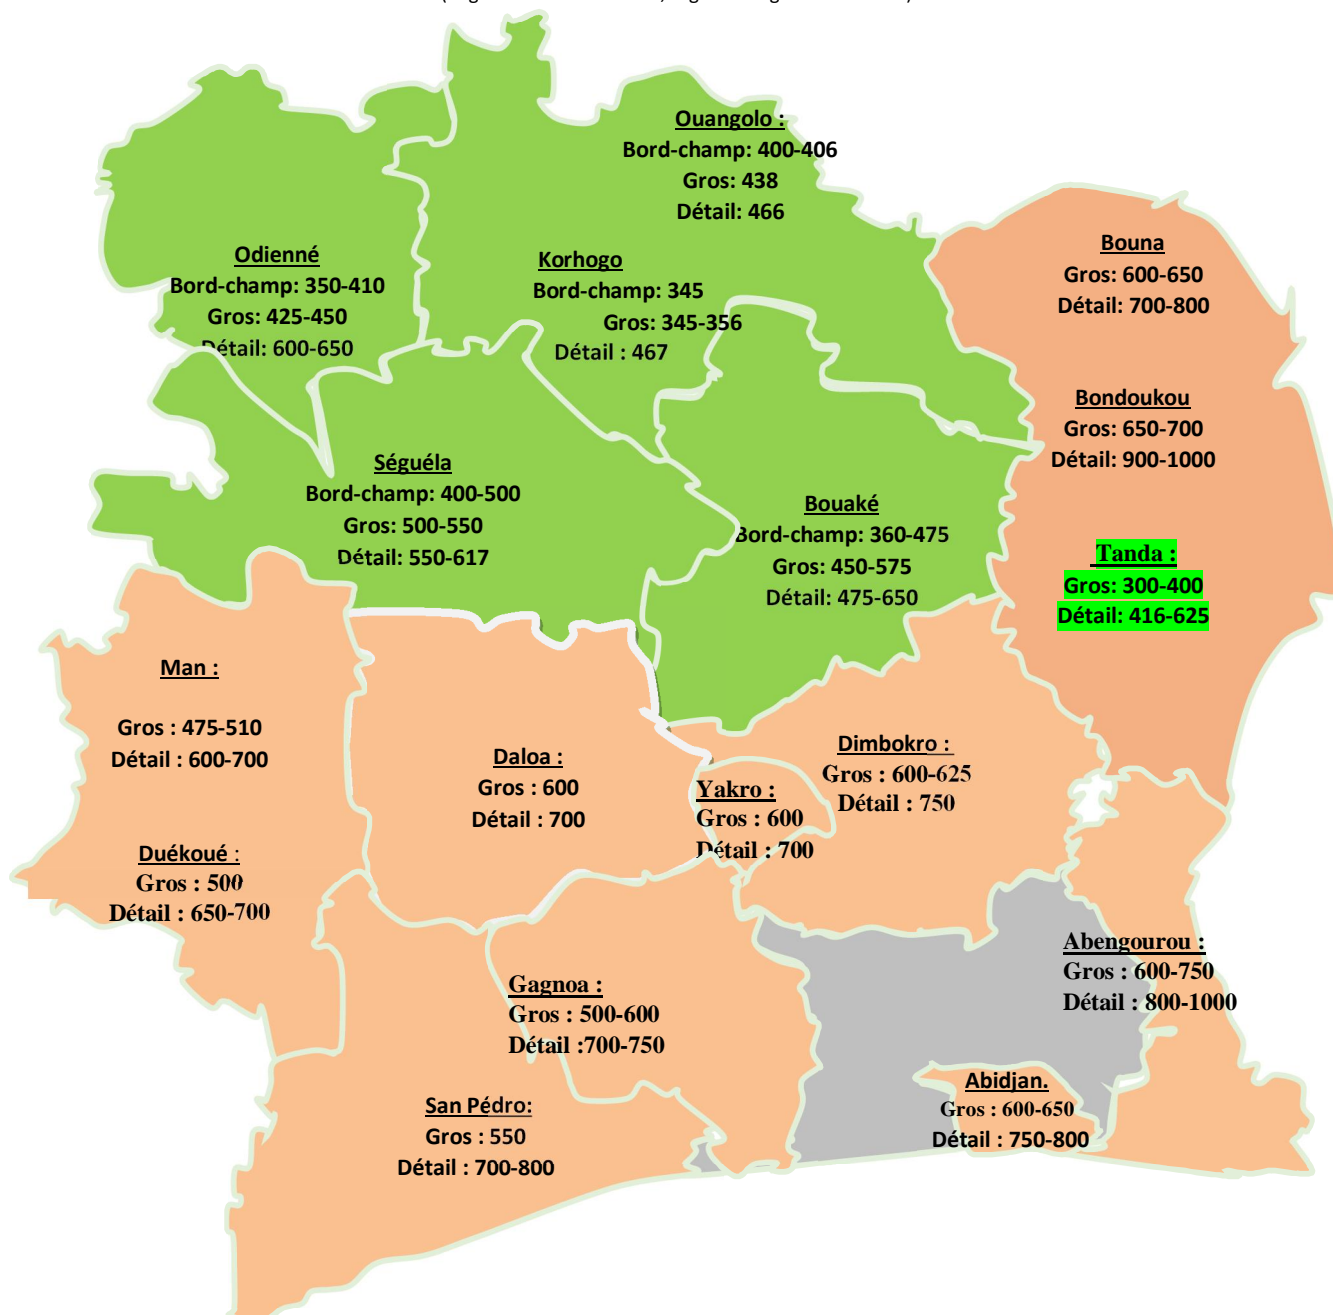 Ouangolo :
Bord-champ: 400-406
Gros: 438
Détail: 466
Odienné
Bord-champ: 350-410
Gros: 425-450
Détail: 600-650
Korhogo
Bord-champ: 345
Gros: 345-356
Détail : 467
Bouna
Gros: 600-650
Détail: 700-800
Bondoukou
Gros: 650-700
Détail: 900-1000
Séguéla
Bord-champ: 400-500
Gros: 500-550
Détail: 550-617
Bouaké
Bord-champ: 360-475
Gros: 450-575
Détail: 475-650
Tanda :
Gros: 300-400
Détail: 416-625
Man :
Gros : 475-510
Détail : 600-700
Daloa :
Gros : 600
Détail : 700
Yakro :
Gros : 600
Détail : 700
Dimbokro :
Gros : 600-625
Détail : 750
Duékoué :
Gros : 500
Détail : 650-700
Gagnoa :
Gros : 500-600
Détail :700-750
Abengourou :
Gros : 600-750
Détail : 800-1000
San Pédro:
Gros : 550
Détail : 700-800
Abidjan.
Gros : 600-650
Détail : 750-800